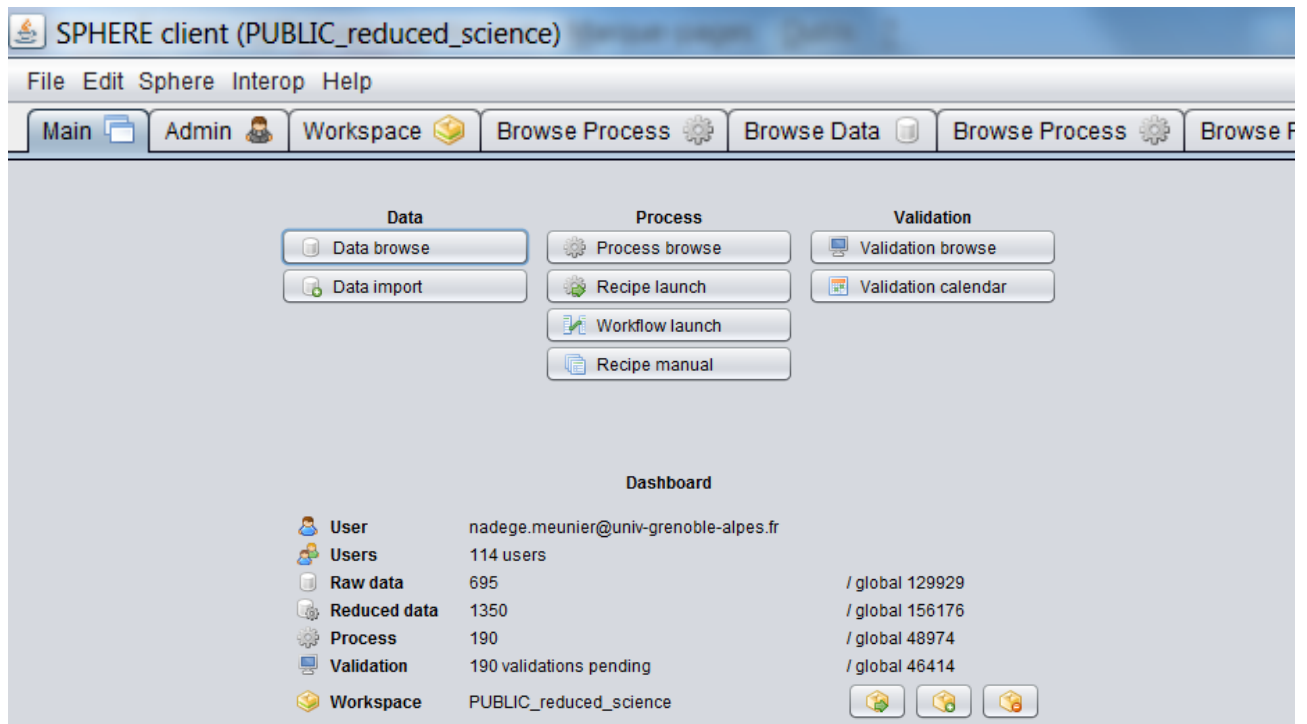 SPHERE client (PUBLIC_reduced_science)
File Edit Sphere Interop Help
Main Admin Workspace Browse Process Browse Data Browse Process Browse
Data Process Validation
Data browse Process browse Validation browse
Data import Recipe launch Validation calendar
Workflow launch
Recipe manual
Dashboard
User nadege.meunier@univ-grenoble-alpes.fr
Users 114 users
Raw data 695 / global 129929
Reduced data 1350 / global 156176
Process 190 / global 48974
Validation 190 validations pending / global 46414
Workspace PUBLIC_reduced_science